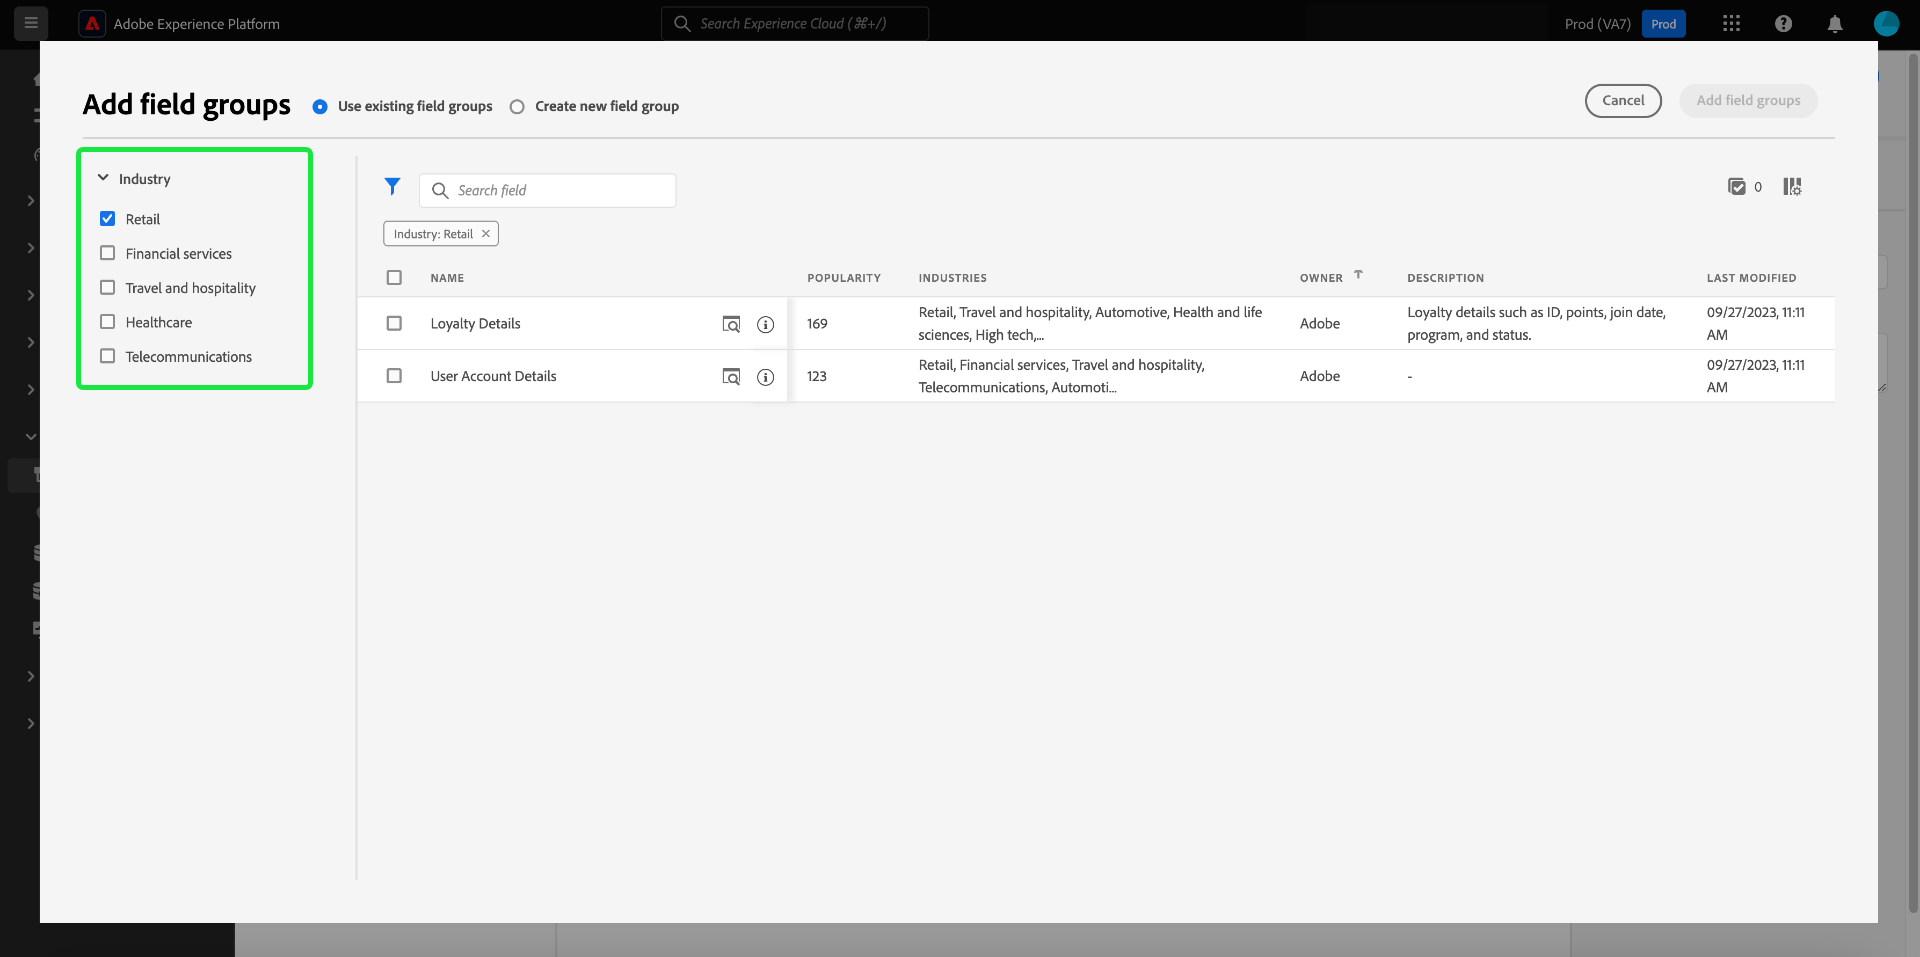 Adobe Experience Platform
Search Experience Cloud (⌘+/)
Prod (VA7)
Prod
Add field groups
Use existing field groups
Create new field group
Cancel
Add field groups
Industry
Retail
Financial services
Travel and hospitality
Healthcare
Telecommunications
Search field
0
Industry: Retail
NAME
POPULARITY
INDUSTRIES
OWNER
DESCRIPTION
LAST MODIFIED
Loyalty Details
169
Retail, Travel and hospitality, Automotive, Health and life
sciences, High tech,...
Adobe
Loyalty details such as ID, points, join date,
program, and status.
09/27/2023, 11:11
AM
User Account Details
123
Retail, Financial services, Travel and hospitality,
Telecommunications, Automoti...
Adobe
-
09/27/2023, 11:11
AM